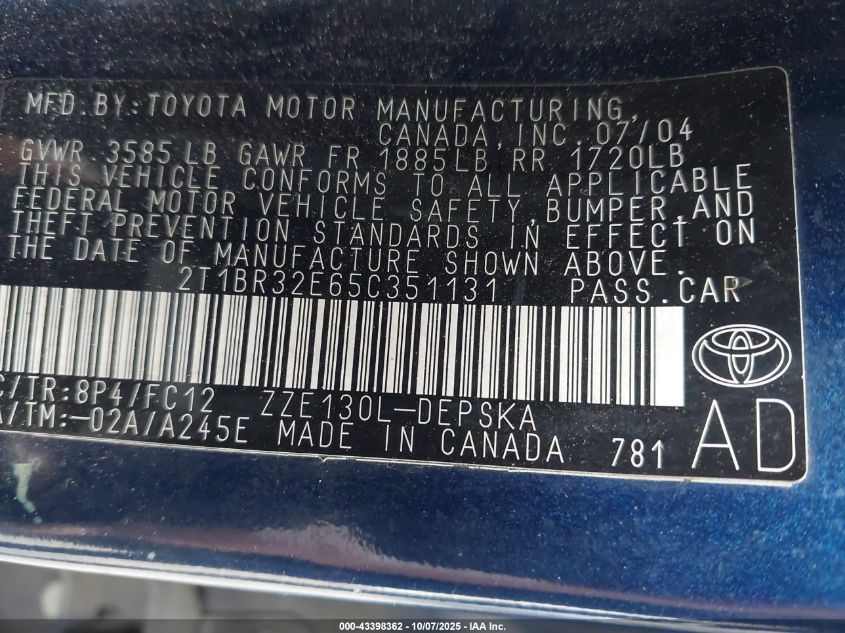 MFD. BY: TOYOTA MOTOR MANUFACTURING,
CANADA, INC. 07/04
GVWR 3585 LB GAWR FR 1885LB RR 1720LB
THIS VEHICLE CONFORMS TO ALL APPLICABLE
FEDERAL MOTOR VEHICLE SAFETY, BUMPER, AND
THEFT PREVENTION STANDARDS IN EFFECT ON
THE DATE OF MANUFACTURE SHOWN ABOVE.
2T1BR32E65C351131 PASS. CAR
C/TR: 8P4/FC12 ZZE130L-DEPSKA
A/TM:-02A/A245E MADE IN CANADA 781 AD
000-43398362 10/07/2025 - IAA Inc.